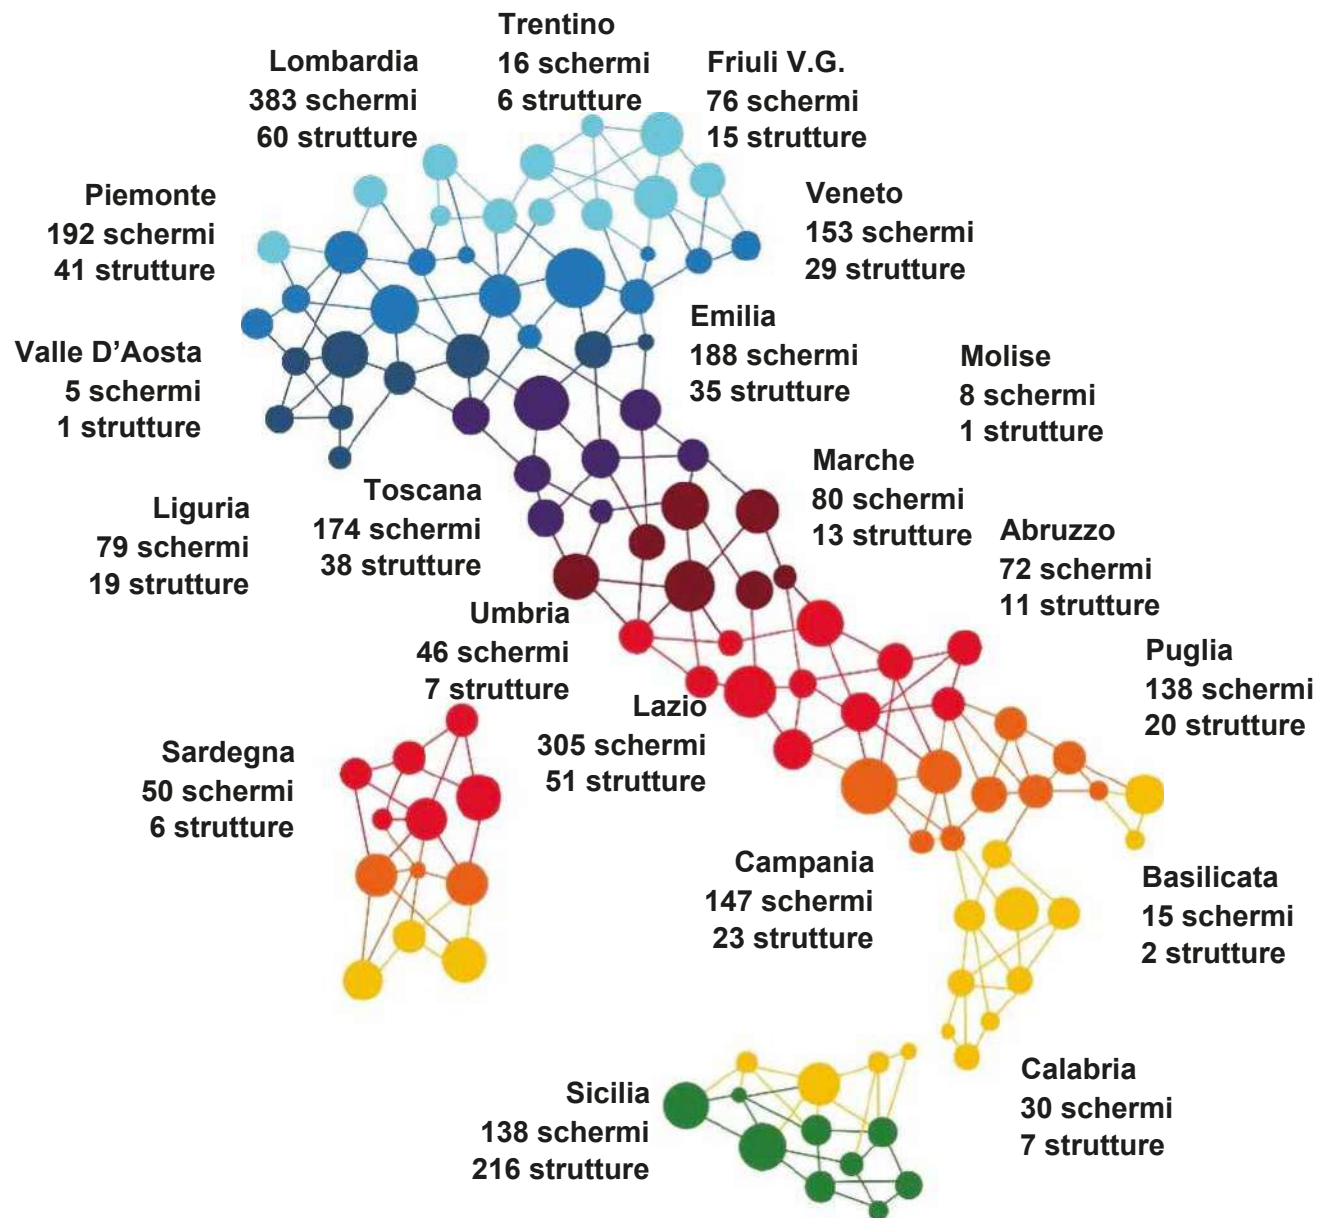 Trentino
16 schermi
6 strutture
Lombardia
383 schermi
60 strutture
Friuli V.G.
76 schermi
15 strutture
Piemonte
192 schermi
41 strutture
Veneto
153 schermi
29 strutture
Emilia
188 schermi
35 strutture
Valle D'Aosta
5 schermi
1 strutture
Molise
8 schermi
1 strutture
Marche
80 schermi
13 strutture
Toscana
174 schermi
38 strutture
Liguria
79 schermi
19 strutture
Abruzzo
72 schermi
11 strutture
Umbria
46 schermi
7 strutture
Puglia
138 schermi
20 strutture
Lazio
305 schermi
51 strutture
Sardegna
50 schermi
6 strutture
Campania
147 schermi
23 strutture
Basilicata
15 schermi
2 strutture
Calabria
30 schermi
7 strutture
Sicilia
138 schermi
216 strutture